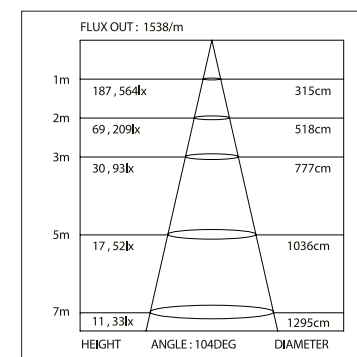 FLUX OUT : 1538/m
1m
187 , 564lx 315cm
2m
69 , 209lx 518cm
3m
30 , 93lx 777cm
5m
17 , 52lx 1036cm
7m
11 , 33lx 1295cm
HEIGHT ANGLE : 104DEG DIAMETER